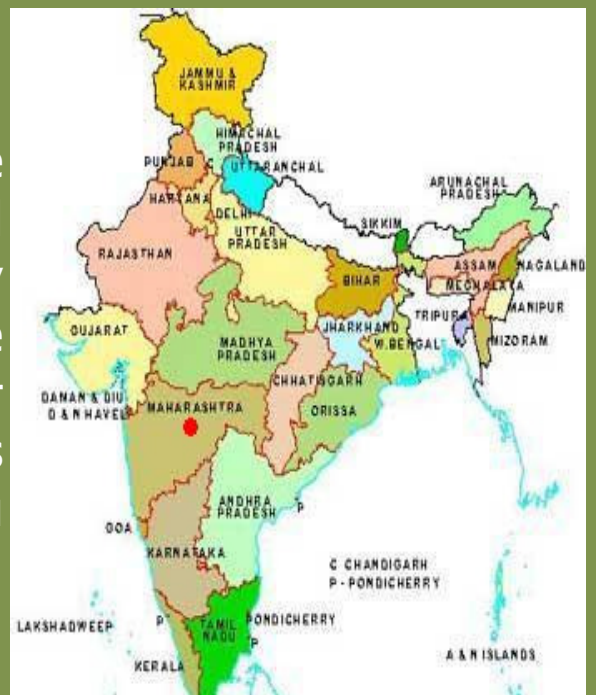 JAMMU &
KASHMIR
HIMACHAL
PRADESH
PUNJAB
C
UTTARANCHAL
HARYANA
DELHI
ARUNACHAL
PRADESH
SIKKIM
RAJASTHAN
UTTAR
PRADESH
ASSAM
NAGALAND
BIHAR
MEGHALAYA
MANIPUR
GUJARAT
JHARKHAND
TRIPURA
MADHYA
PRADESH
W.BENGAL
MIZORAM
CHHATISGARH
DAMAN & DIU
D & N HAVELI
MAHARASHTRA
ORISSA
ANDHRA
PRADESH
P
GOA
KARNATAKA
C CHANDIGARH
P - PONDICHERRY
LAKSHADWEEP
P
TAMIL
NADU
PONDICHERRY
P
KERALA
A & N ISLANDS